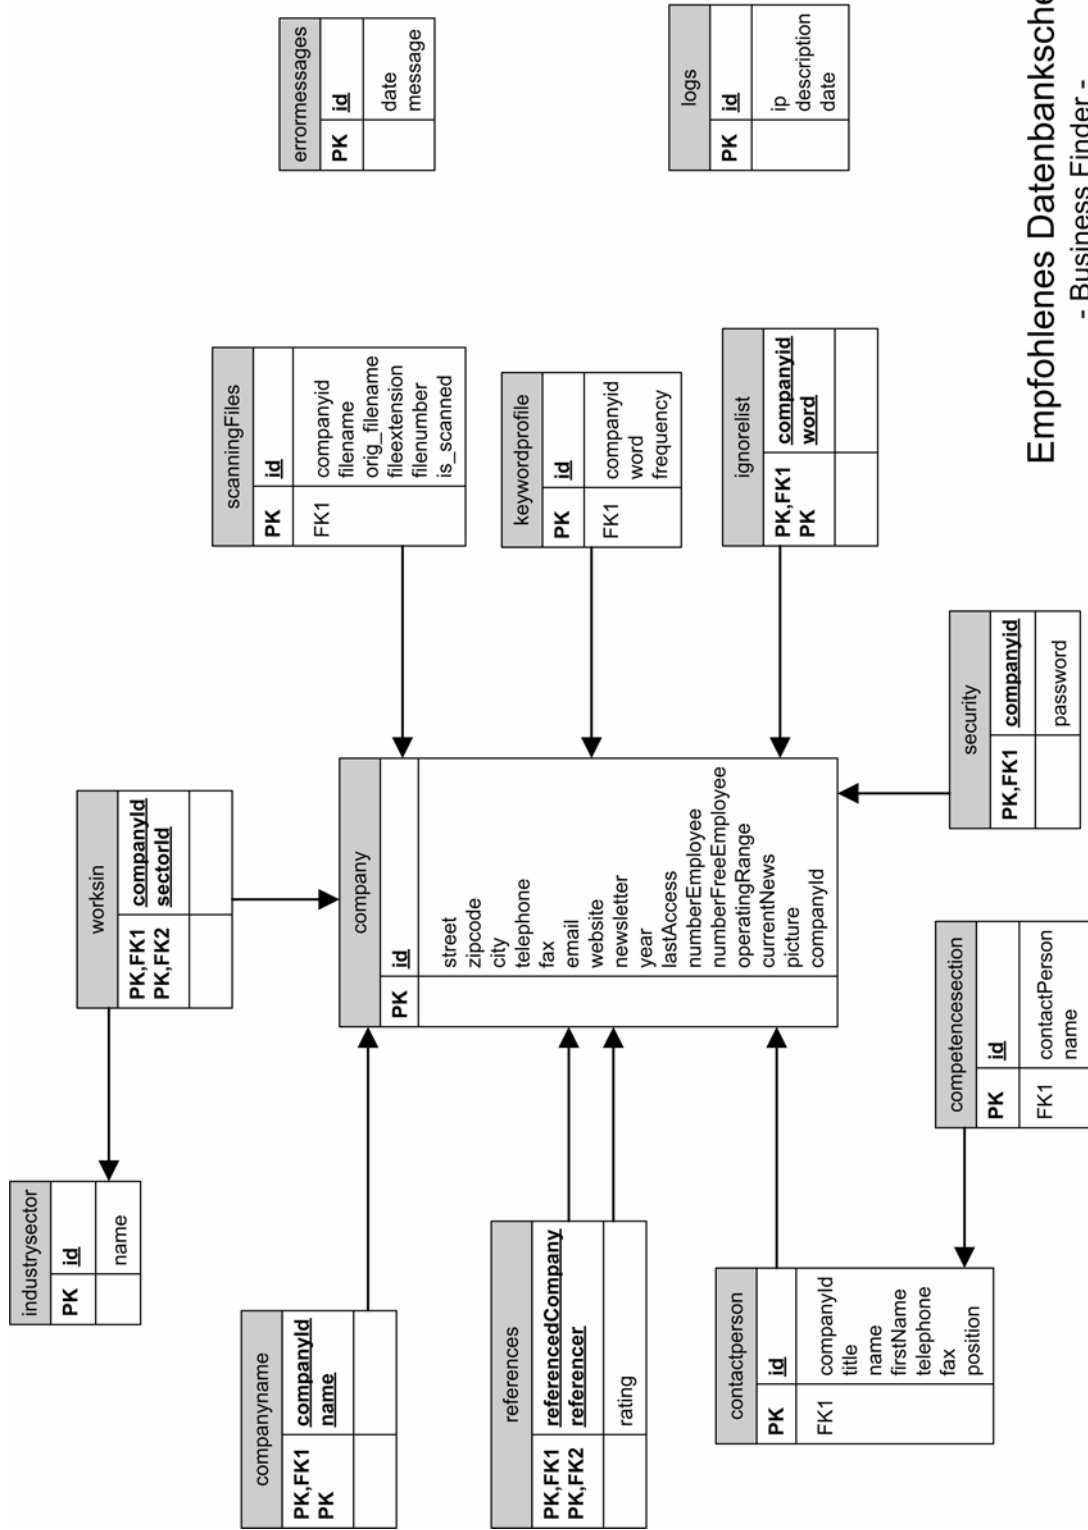 industrysector
PK id
name
worksin
PK,FK1 companyId
PK,FK2 sectorId
scanningFiles
PK id
FK1 companyid
filename
orig_filename
fileextension
filenumber
is_scanned
companyname
PK,FK1 companyId
PK name
errormessages
PK id
date
message
company
PK id
street
zipcode
city
telephone
fax
email
website
newsletter
year
lastAccess
numberEmployee
numberFreeEmployee
operatingRange
currentNews
picture
companyId
references
PK,FK1 referencedCompany
PK,FK2 referencer
rating
keywordprofile
PK id
FK1 companyid
word
frequency
logs
PK id
ip
description
date
contactperson
PK id
FK1 companyId
title
name
firstName
telephone
fax
position
ignorelist
PK,FK1 companyid
PK word
competencesection
PK id
FK1 contactPerson
name
security
PK,FK1 companyid
password
Empfohlenes Datenbanksche
- Business Finder -